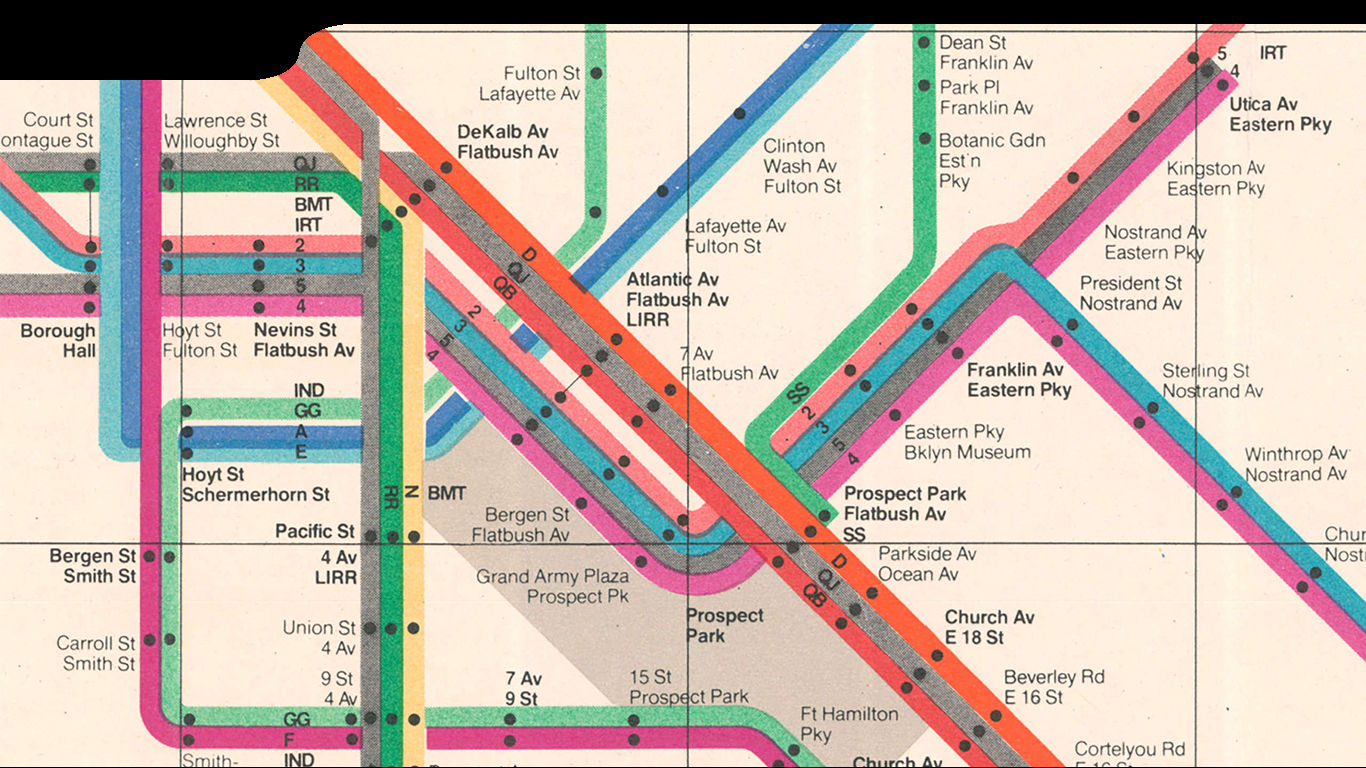 Dean St
Franklin Av
Park Pl
Franklin Av
Botanic Gdn
Est'n
Pky
5 IRT
4
Utica Av
Eastern Pky
Fulton St
Lafayette Av
Court St
ontague St
Lawrence St
Willoughby St
DeKalb Av
Flatbush Av
Clinton
Wash Av
Fulton St
Kingston Av
Eastern Pky
QJ
RR
BMT
IRT
2
3
5
4
Lafayette Av
Fulton St
Nostrand Av
Eastern Pky
D
QJ
QB
Atlantic Av
Flatbush Av
LIRR
President St
Nostrand Av
2
3
5
4
Borough
Hall
Hoyt St
Fulton St
Nevins St
Flatbush Av
7 Av
Flatbush Av
Franklin Av
Eastern Pky
Sterling St
Nostrand Av
IND
GG
A
E
SS
2
3
5
4
Eastern Pky
Bklyn Museum
Winthrop Av
Nostrand Av
Hoyt St
Schermerhorn St
RR
N
BMT
Prospect Park
Flatbush Av
SS
Bergen St
Flatbush Av
Pacific St
4 Av
LIRR
Bergen St
Smith St
Chur
Nost
D
QJ
QB
Parkside Av
Ocean Av
Grand Army Plaza
Prospect Pk
Prospect
Park
Church Av
E 18 St
Union St
4 Av
Carroll St
Smith St
9 St
4 Av
7 Av
9 St
15 St
Prospect Park
Beverley Rd
E 16 St
GG
F
IND
Smith-
Ft Hamilton
Pky
Church Av
Cortelyou Rd
E 16 St